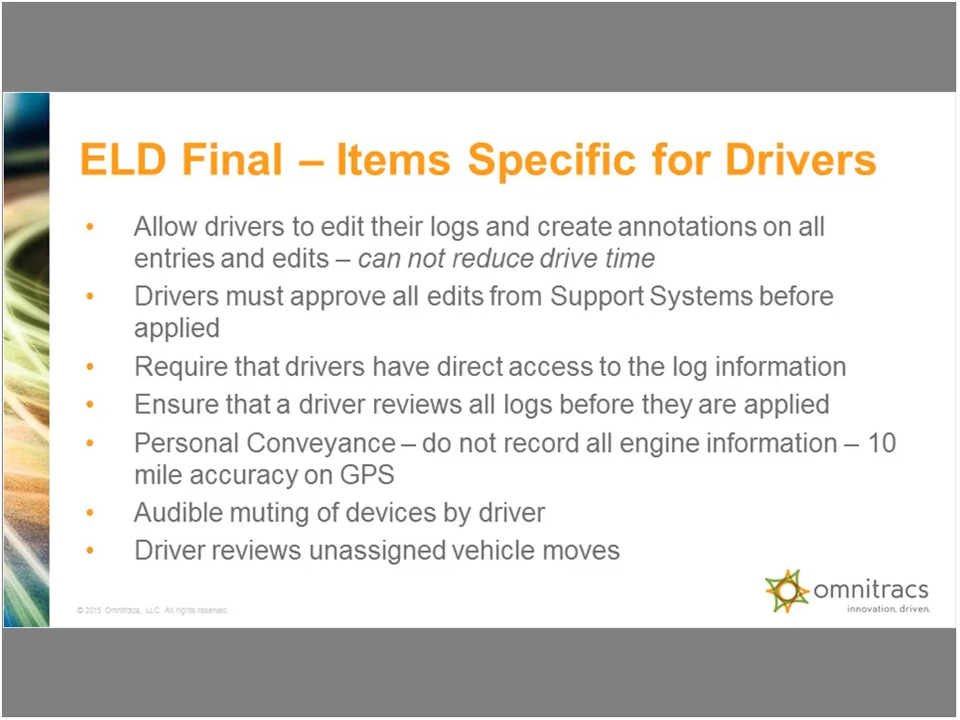 ELD Final – Items Specific for Drivers
• Allow drivers to edit their logs and create annotations on all
entries and edits – can not reduce drive time
• Drivers must approve all edits from Support Systems before
applied
• Require that drivers have direct access to the log information
• Ensure that a driver reviews all logs before they are applied
• Personal Conveyance – do not record all engine information – 10
mile accuracy on GPS
• Audible muting of devices by driver
• Driver reviews unassigned vehicle moves
omnitracs
innovation. driven.
© 2015 Omnitracs, LLC. All rights reserved.